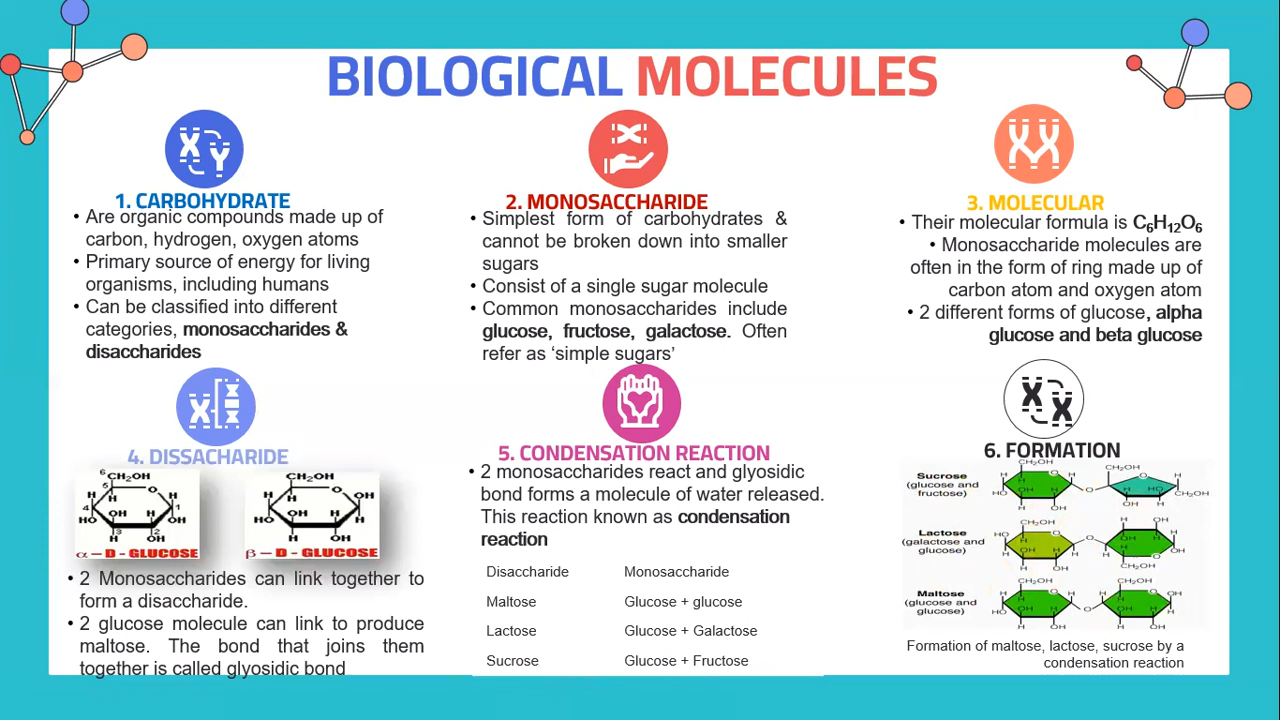 BIOLOGICAL MOLECULES
1. CARBOHYDRATE
• Are organic compounds made up of
carbon, hydrogen, oxygen atoms
• Primary source of energy for living
organisms, including humans
• Can be classified into different
categories, monosaccharides &
disaccharides
2. MONOSACCHARIDE
• Simplest form of carbohydrates &
cannot be broken down into smaller
sugars
• Consist of a single sugar molecule
• Common monosaccharides include
glucose, fructose, galactose. Often
refer as ‘simple sugars’
3. MOLECULAR
• Their molecular formula is C₆H₁₂O₆
• Monosaccharide molecules are
often in the form of ring made up of
carbon atom and oxygen atom
• 2 different forms of glucose, alpha
glucose and beta glucose
4. DISSACHARIDE
α – D - GLUCOSE
β – D - GLUCOSE
• 2 Monosaccharides can link together to
form a disaccharide.
• 2 glucose molecule can link to produce
maltose. The bond that joins them
together is called glyosidic bond
5. CONDENSATION REACTION
• 2 monosaccharides react and glyosidic
bond forms a molecule of water released.
This reaction known as condensation
reaction
Disaccharide Monosaccharide
Maltose Glucose + glucose
Lactose Glucose + Galactose
Sucrose Glucose + Fructose
6. FORMATION
Sucrose
(glucose and
fructose)
Lactose
(galactose and
glucose)
Maltose
(glucose and
glucose)
Formation of maltose, lactose, sucrose by a
condensation reaction